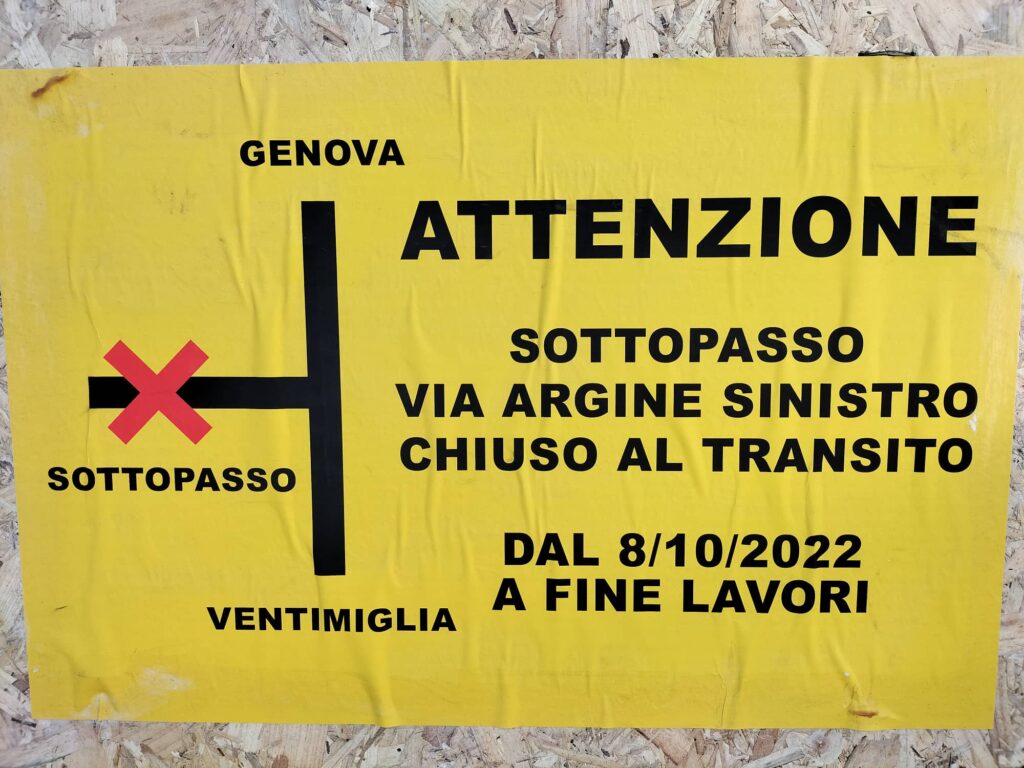 GENOVA
ATTENZIONE
SOTTOPASSO
VIA ARGINE SINISTRO
CHIUSO AL TRANSITO
SOTTOPASSO
DAL 8/10/2022
A FINE LAVORI
VENTIMIGLIA